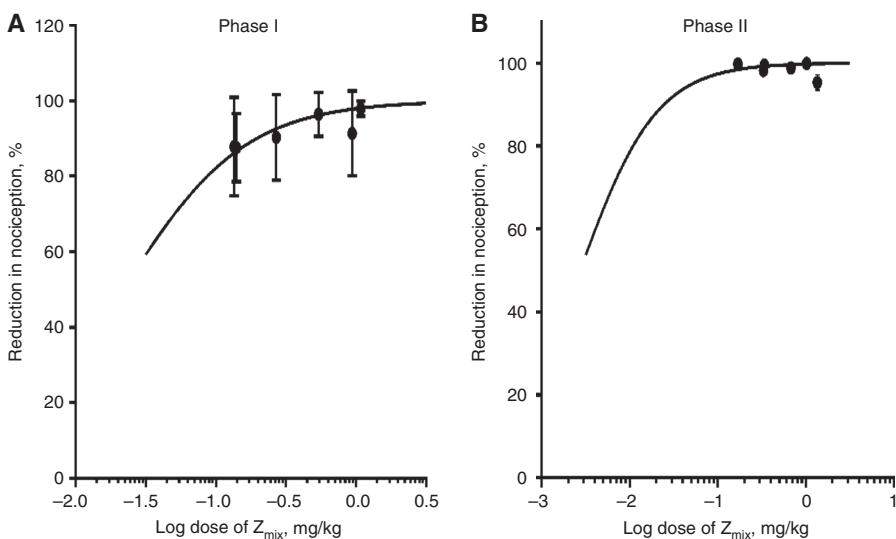 A
Phase I
120
100
80
60
40
20
0
–2.0 –1.5 –1.0 –0.5 0.0 0.5
Reduction in nociception, %
Log dose of Zmix, mg/kg
B
Phase II
100
80
60
40
20
0
–3 –2 –1 0 1
Reduction in nociception, %
Log dose of Zmix, mg/kg